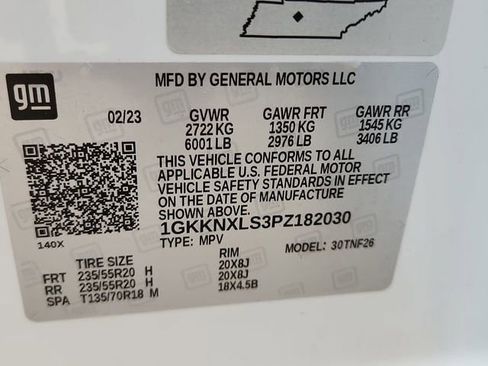 gm
MFD BY GENERAL MOTORS LLC
02/23 GVWR GAWR FRT GAWR RR
2722 KG 1350 KG 1545 KG
6001 LB 2976 LB 3406 LB
THIS VEHICLE CONFORMS TO ALL
APPLICABLE U.S. FEDERAL MOTOR
VEHICLE SAFETY STANDARDS IN EFFECT
ON THE DATE OF MANUFACTURE
SHOWN ABOVE.
1GKKNXLS3PZ182030
140X TYPE: MPV MODEL: 30TNF26
TIRE SIZE RIM
FRT 235/55R20 H 20X8J
RR 235/55R20 H 20X8J
SPA T135/70R18 M 18X4.5B